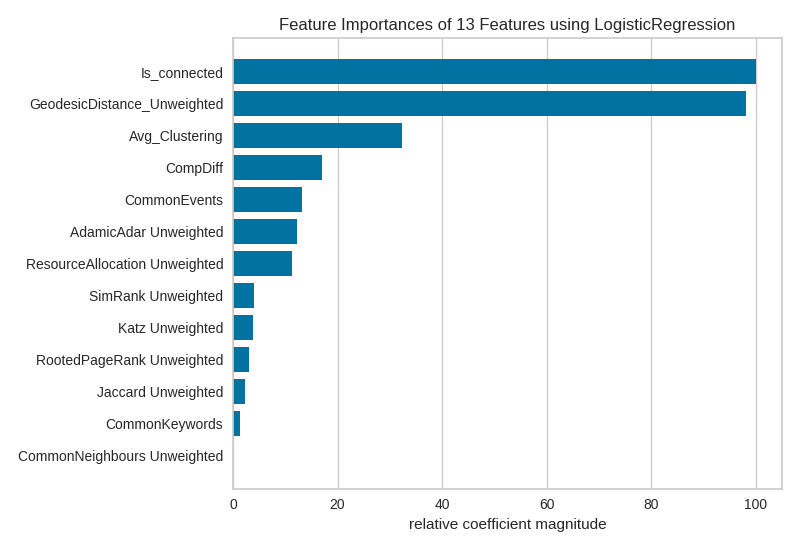 Feature Importances of 13 Features using LogisticRegression
Is_connected
GeodesicDistance_Unweighted
Avg_Clustering
CompDiff
CommonEvents
AdamicAdar Unweighted
ResourceAllocation Unweighted
SimRank Unweighted
Katz Unweighted
RootedPageRank Unweighted
Jaccard Unweighted
CommonKeywords
CommonNeighbours Unweighted
0 20 40 60 80 100
relative coefficient magnitude